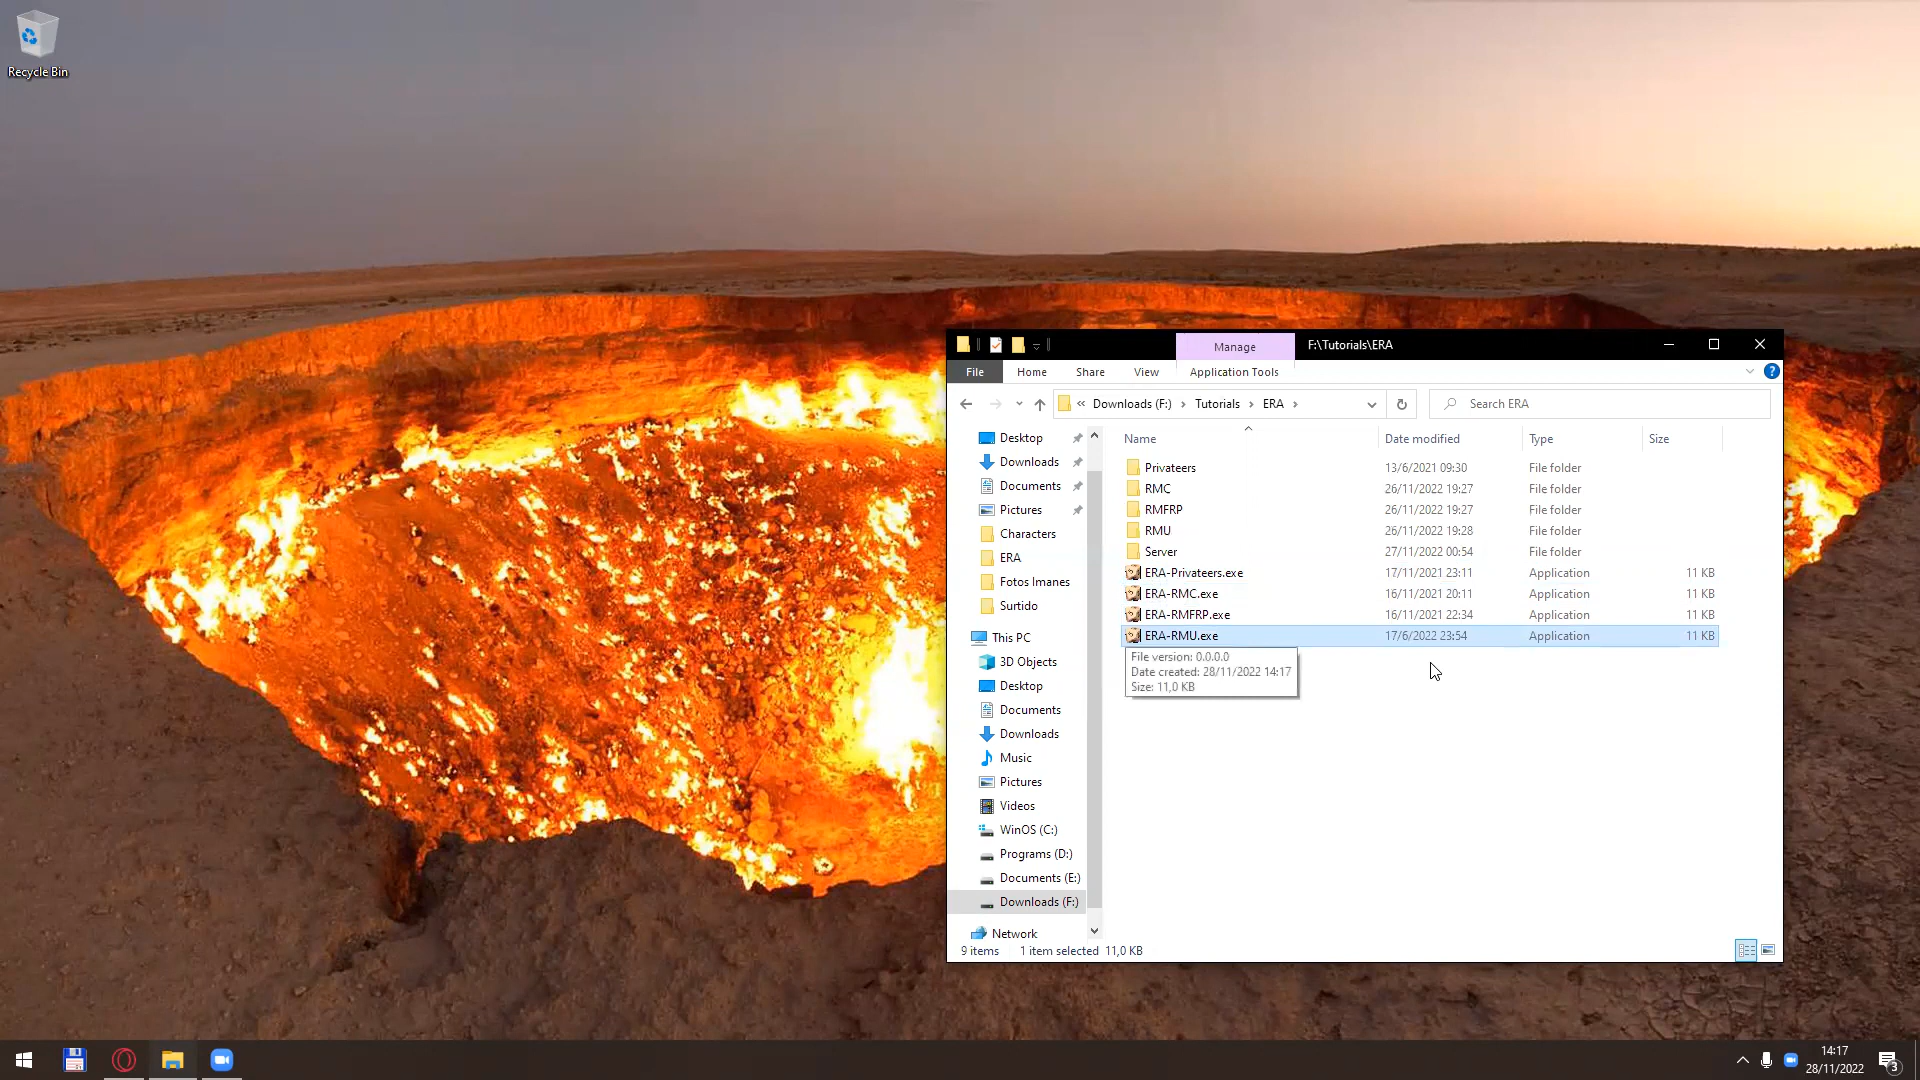 Recycle Bin
Manage
F:\Tutorials\ERA
File
Home
Share
View
Application Tools
« Downloads (F:) › Tutorials › ERA ›
Search ERA
Name
Date modified
Type
Size
Desktop
Downloads
Documents
Pictures
Characters
ERA
Fotos Imanes
Surtido
This PC
3D Objects
Desktop
Documents
Downloads
Music
Pictures
Videos
WinOS (C:)
Programs (D:)
Documents (E:)
Downloads (F:)
Network
Privateers 13/6/2021 09:30 File folder
RMC 26/11/2022 19:27 File folder
RMFRP 26/11/2022 19:27 File folder
RMU 26/11/2022 19:28 File folder
Server 27/11/2022 00:54 File folder
ERA-Privateers.exe 17/11/2021 23:11 Application 11 KB
ERA-RMC.exe 16/11/2021 20:11 Application 11 KB
ERA-RMFRP.exe 16/11/2021 22:34 Application 11 KB
ERA-RMU.exe 17/6/2022 23:54 Application 11 KB
File version: 0.0.0.0
Date created: 28/11/2022 14:17
Size: 11,0 KB
9 items 1 item selected 11,0 KB
14:17
28/11/2022
3